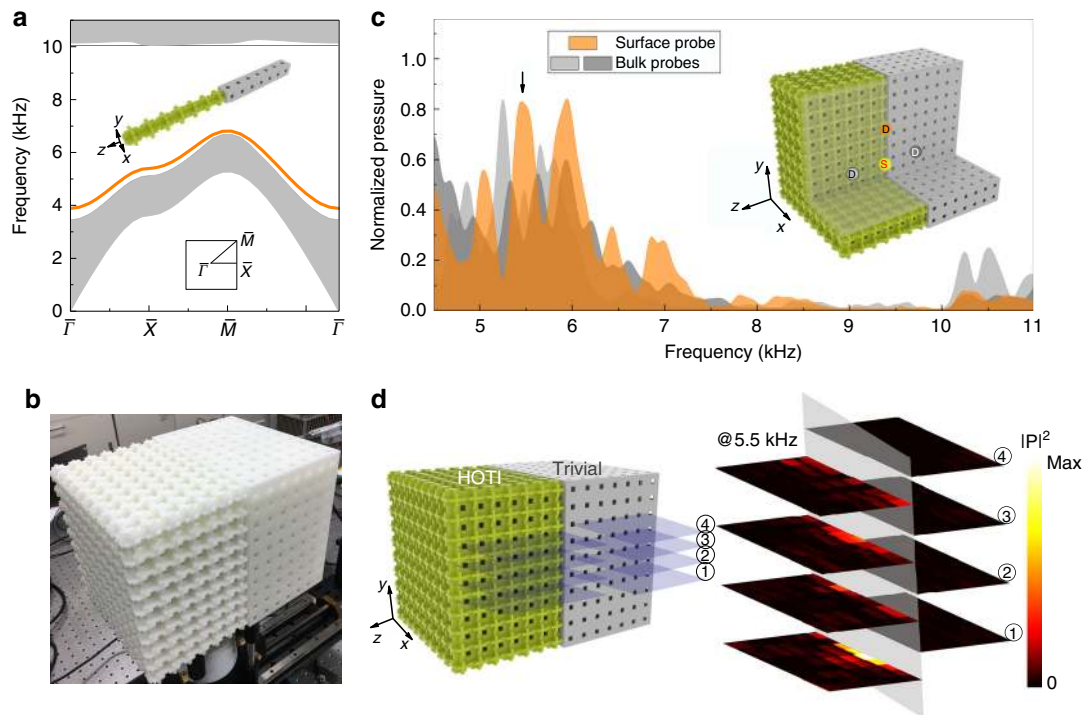 a
Frequency (kHz)
10
8
6
4
2
0
y
z
x
M̅
Γ̅
X̅
Γ̅
X̅
M̅
Γ̅
c
Normalized pressure
1.0
0.8
0.6
0.4
0.2
0.0
Surface probe
Bulk probes
D
D
D
S
y
z
x
5
6
7
8
9
10
11
Frequency (kHz)
b
d
HOTI
Trivial
④
③
②
①
y
z
x
@5.5 kHz
④
③
②
①
|P|²
Max
0